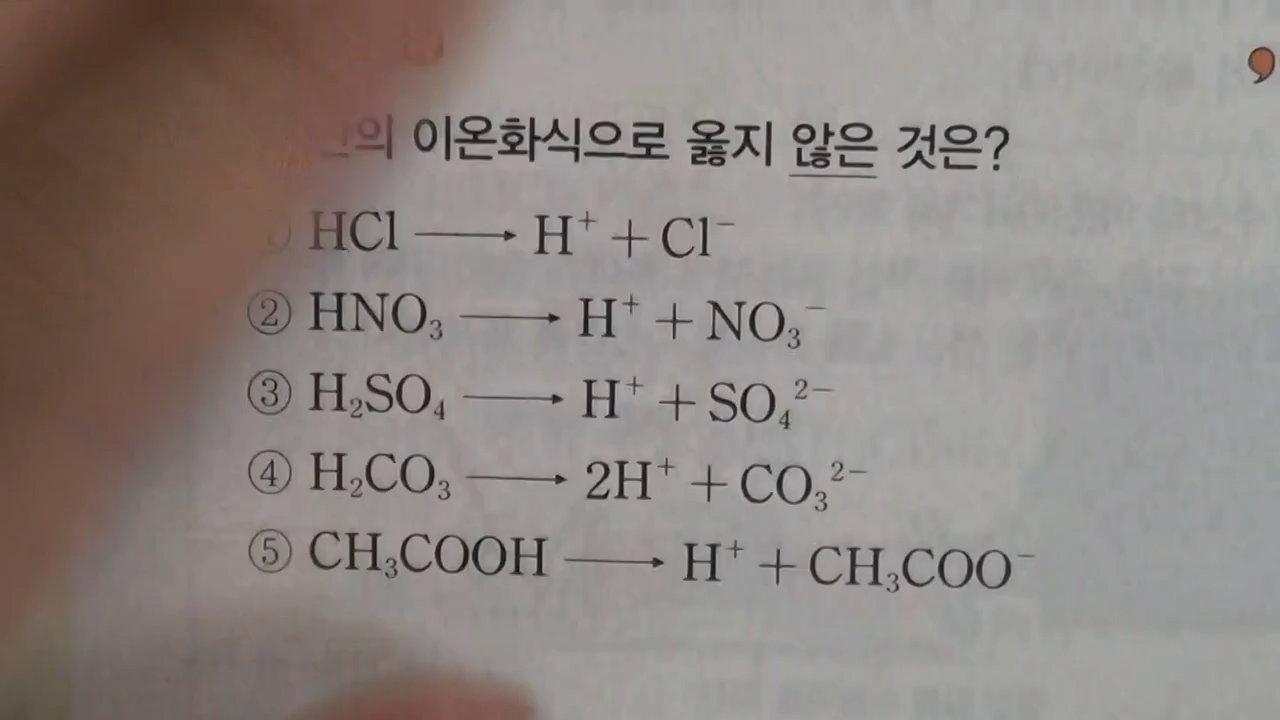 의 이온화식으로 옳지 않은 것은?
HCl ⟶ H⁺ + Cl⁻
② HNO₃ ⟶ H⁺ + NO₃⁻
③ H₂SO₄ ⟶ H⁺ + SO₄²⁻
④ H₂CO₃ ⟶ 2H⁺ + CO₃²⁻
⑤ CH₃COOH ⟶ H⁺ + CH₃COO⁻